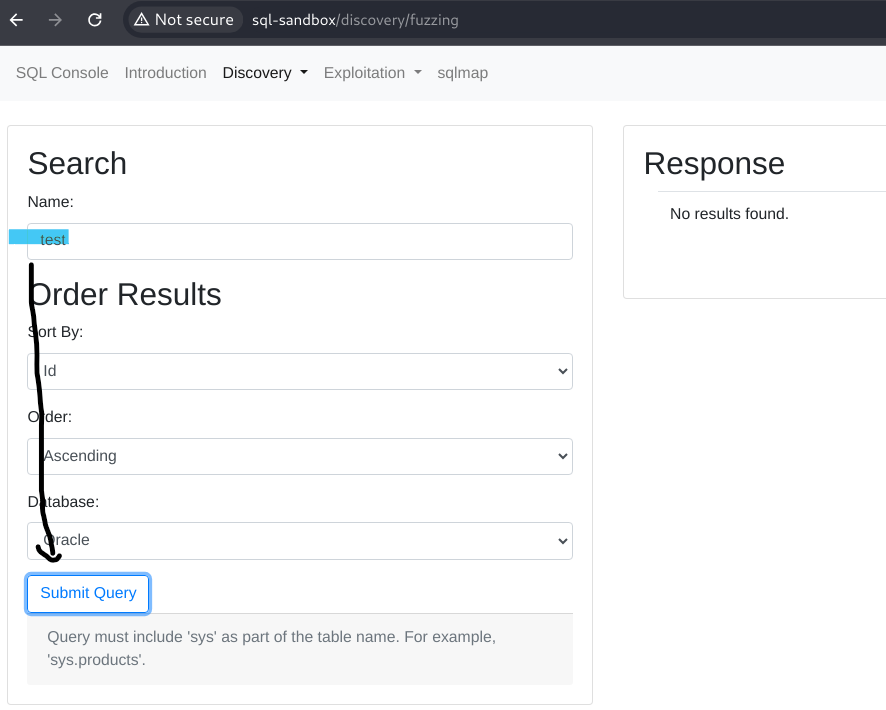 Not secure sql-sandbox/discovery/fuzzing
SQL Console Introduction Discovery Exploitation sqlmap
Search
Name:
test
Order Results
Sort By:
Id
Order:
Ascending
Database:
Oracle
Submit Query
Query must include 'sys' as part of the table name. For example,
'sys.products'.
Response
No results found.